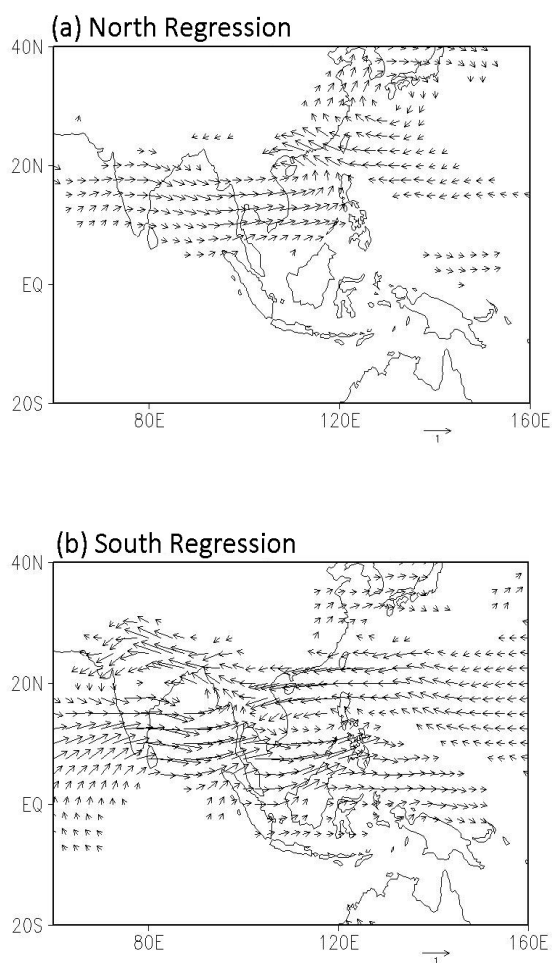 (a) North Regression
40N
20N
EQ
20S
80E 120E 160E
1
(b) South Regression
40N
20N
EQ
20S
80E 120E 160E
1